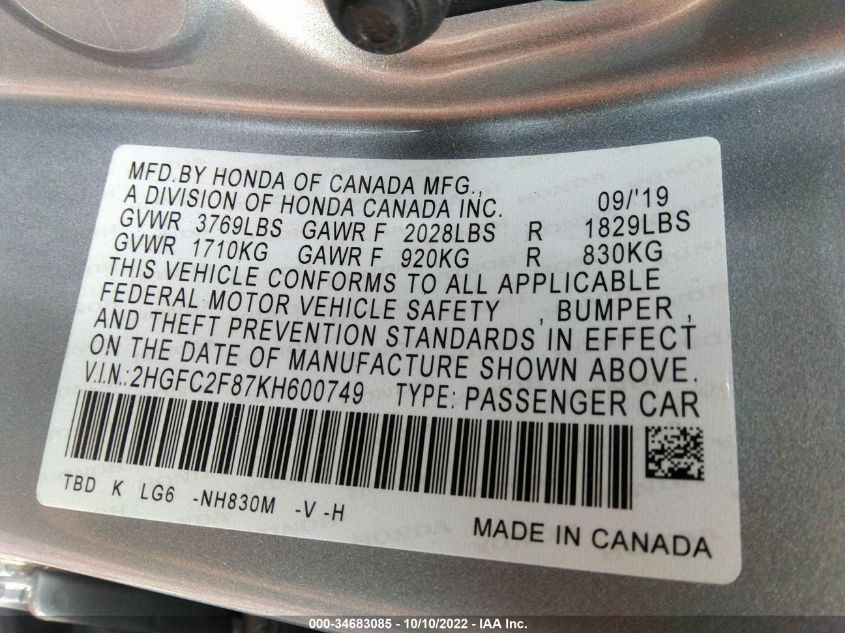 MFD.BY HONDA OF CANADA MFG.,
A DIVISION OF HONDA CANADA INC. 09/'19
GVWR 3769LBS GAWR F 2028LBS R 1829LBS
GVWR 1710KG GAWR F 920KG R 830KG
THIS VEHICLE CONFORMS TO ALL APPLICABLE
FEDERAL MOTOR VEHICLE SAFETY , BUMPER ,
AND THEFT PREVENTION STANDARDS IN EFFECT
ON THE DATE OF MANUFACTURE SHOWN ABOVE.
V.I.N.:2HGFC2F87KH600749 TYPE: PASSENGER CAR
TBD K LG6 -NH830M -V -H
MADE IN CANADA
000-34683085 - 10/10/2022 - IAA Inc.